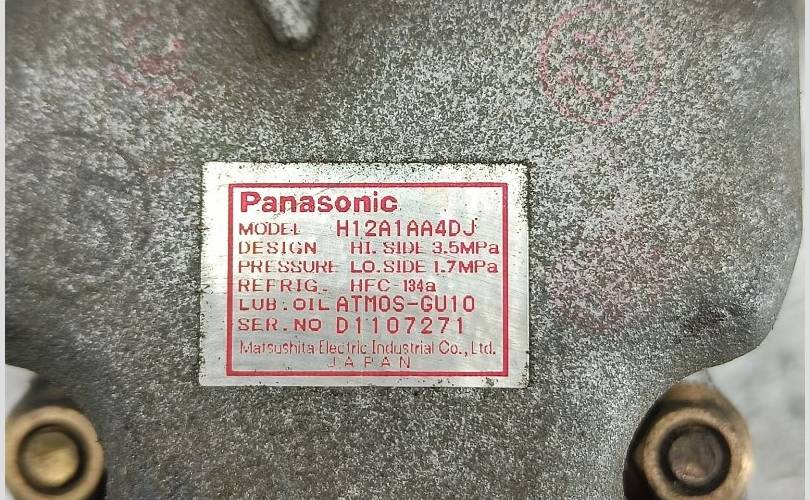 Panasonic
MODEL H12A1AA4DJ
DESIGN HI. SIDE 3.5MPa
PRESSURE LO. SIDE 1.7MPa
REFRIG. HFC-134a
LUB. OIL ATMOS-GU10
SER. NO D1107271
Matsushita Electric Industrial Co., Ltd.
JAPAN